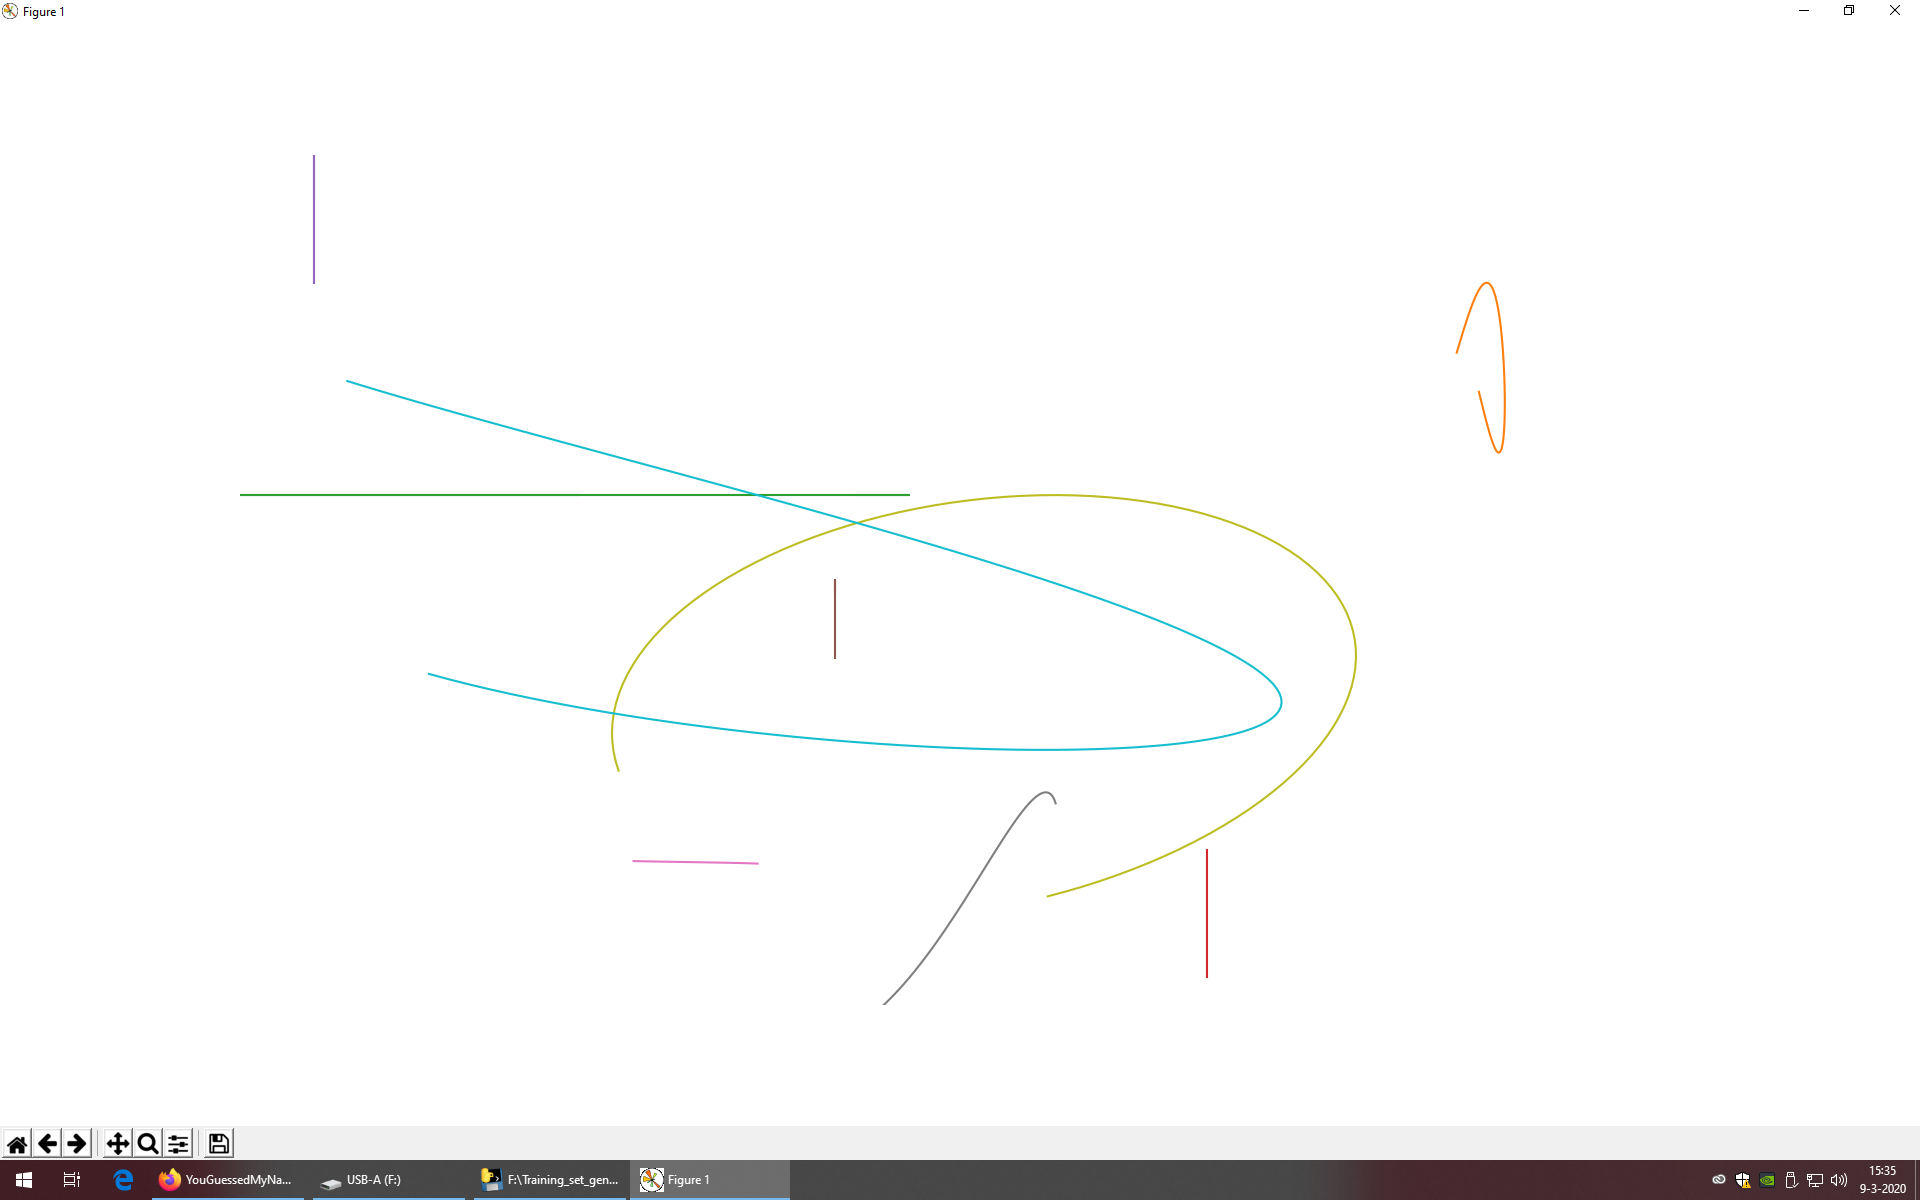 Figure 1
YouGuessedMyNa...
USB-A (F:)
F:\Training_set_gen...
Figure 1
15:35
9-3-2020